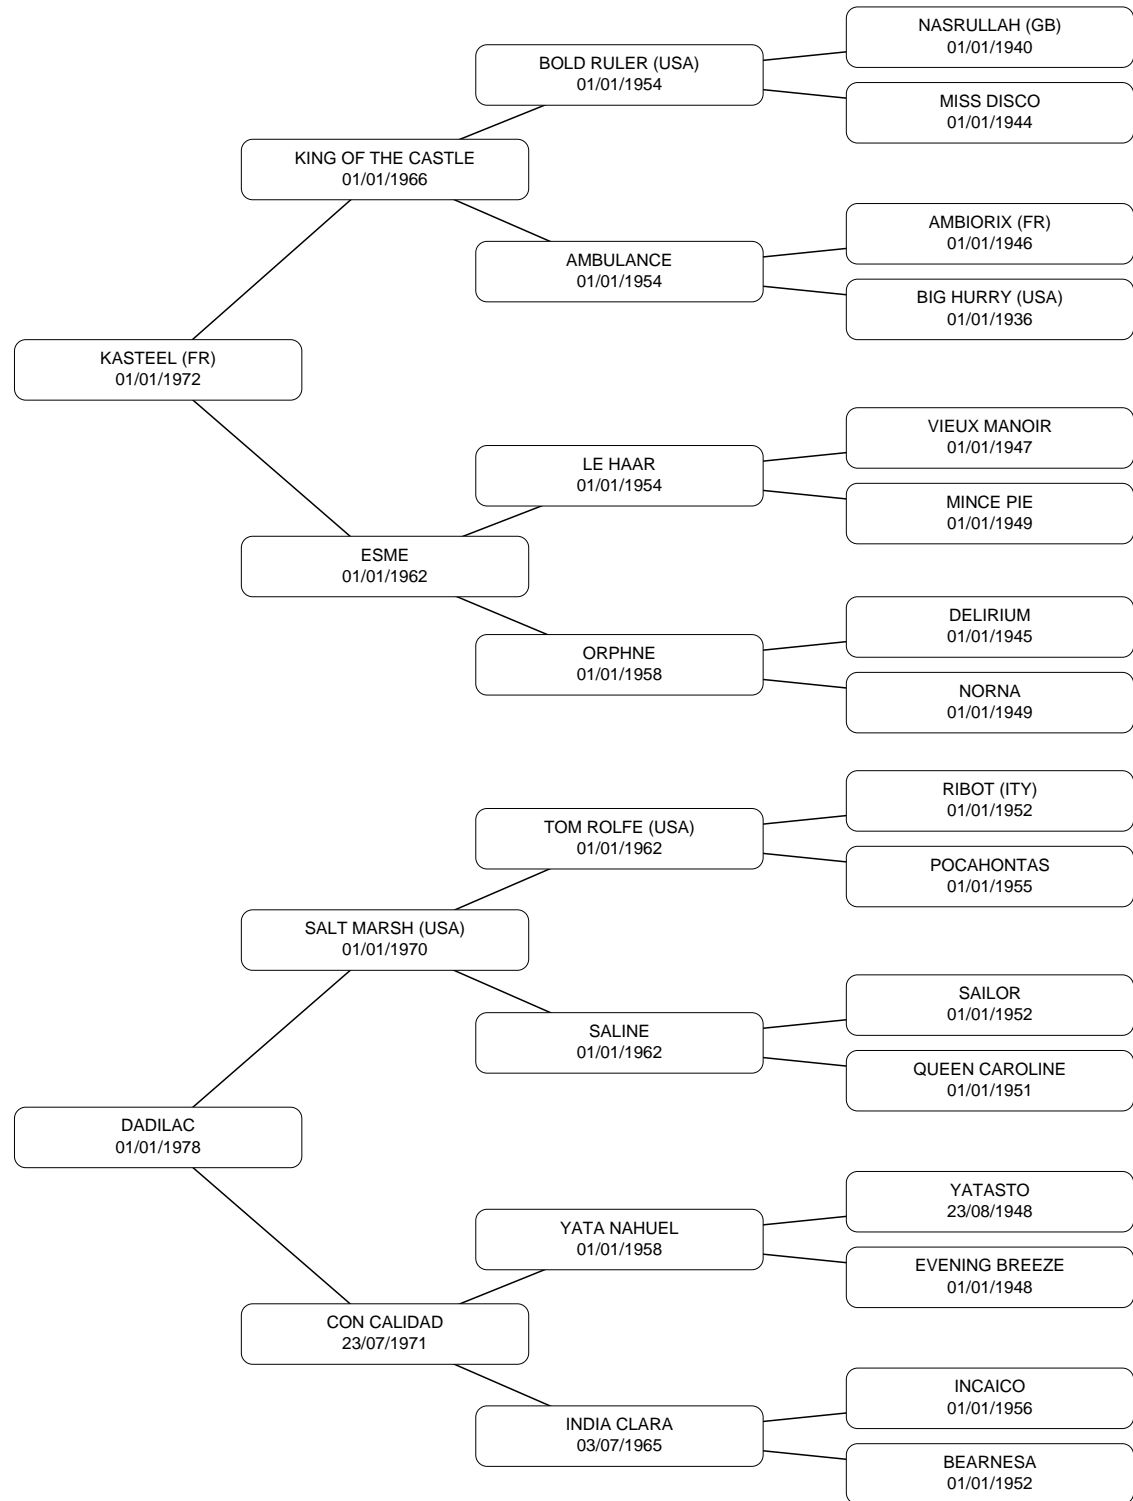 NASRULLAH (GB)
01/01/1940
BOLD RULER (USA)
01/01/1954
MISS DISCO
01/01/1944
KING OF THE CASTLE
01/01/1966
AMBIORIX (FR)
01/01/1946
AMBULANCE
01/01/1954
BIG HURRY (USA)
01/01/1936
KASTEEL (FR)
01/01/1972
VIEUX MANOIR
01/01/1947
LE HAAR
01/01/1954
MINCE PIE
01/01/1949
ESME
01/01/1962
DELIRIUM
01/01/1945
ORPHNE
01/01/1958
NORNA
01/01/1949
RIBOT (ITY)
01/01/1952
TOM ROLFE (USA)
01/01/1962
POCAHONTAS
01/01/1955
SALT MARSH (USA)
01/01/1970
SAILOR
01/01/1952
SALINE
01/01/1962
QUEEN CAROLINE
01/01/1951
DADILAC
01/01/1978
YATASTO
23/08/1948
YATA NAHUEL
01/01/1958
EVENING BREEZE
01/01/1948
CON CALIDAD
23/07/1971
INCAICO
01/01/1956
INDIA CLARA
03/07/1965
BEARNESA
01/01/1952